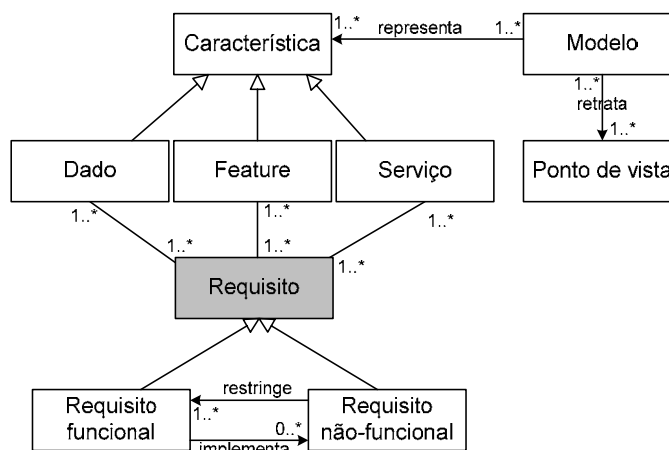 Característica
1..*
representa
1..*
Modelo
1..*
retrata
1..*
Dado
Feature
Serviço
Ponto de vista
1..*
1..*
1..*
1..*
1..*
1..*
Requisito
Requisito
funcional
restringe
1..*
0..*
implementa
Requisito
não-funcional